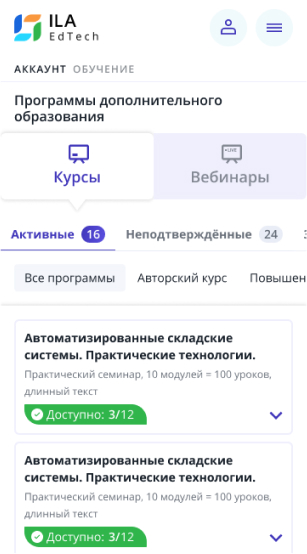 ILA
EdTech
АККАУНТ ОБУЧЕНИЕ
Программы дополнительного
образования
Курсы
•LIVE
Вебинары
Активные 16 Неподтверждённые 24
Все программы Авторский курс Повышен
Автоматизированные складские
системы. Практические технологии.
Практический семинар, 10 модулей = 100 уроков,
длинный текст
Доступно: 3/12
Автоматизированные складские
системы. Практические технологии.
Практический семинар, 10 модулей = 100 уроков,
длинный текст
Доступно: 3/12